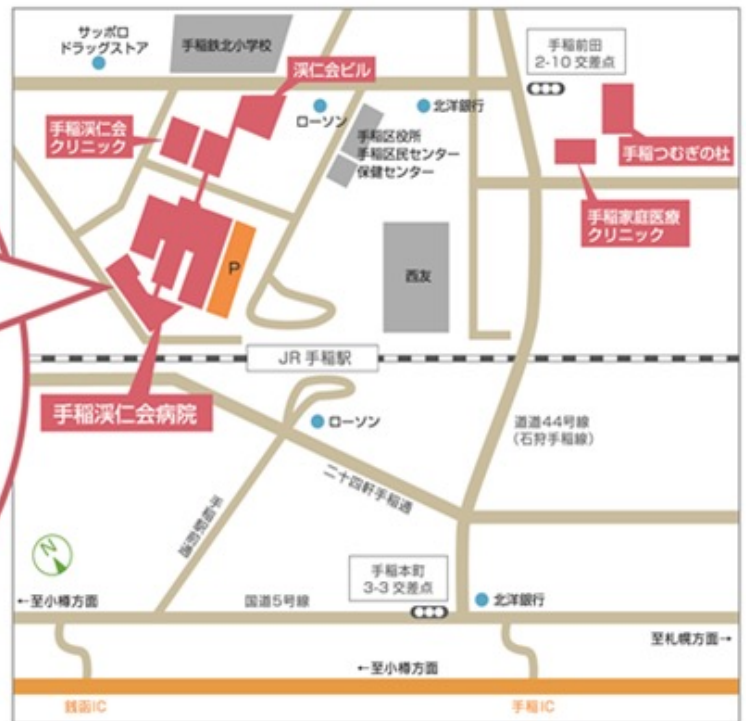 サッポロ
ドラッグストア
手稲鉄北小学校
渓仁会ビル
手稲前田
2-10 交差点
手稲渓仁会
クリニック
ローソン
北洋銀行
手稲区役所
手稲区民センター
保健センター
手稲つむぎの杜
手稲家庭医療
クリニック
P
西友
JR 手稲駅
手稲渓仁会病院
ローソン
道道44号線
(石狩手稲線)
二十四軒手稲通
手稲駅前通
N
手稲本町
3-3 交差点
←至小樽方面
国道5号線
北洋銀行
至札幌方面→
←至小樽方面
銭函IC
手稲IC